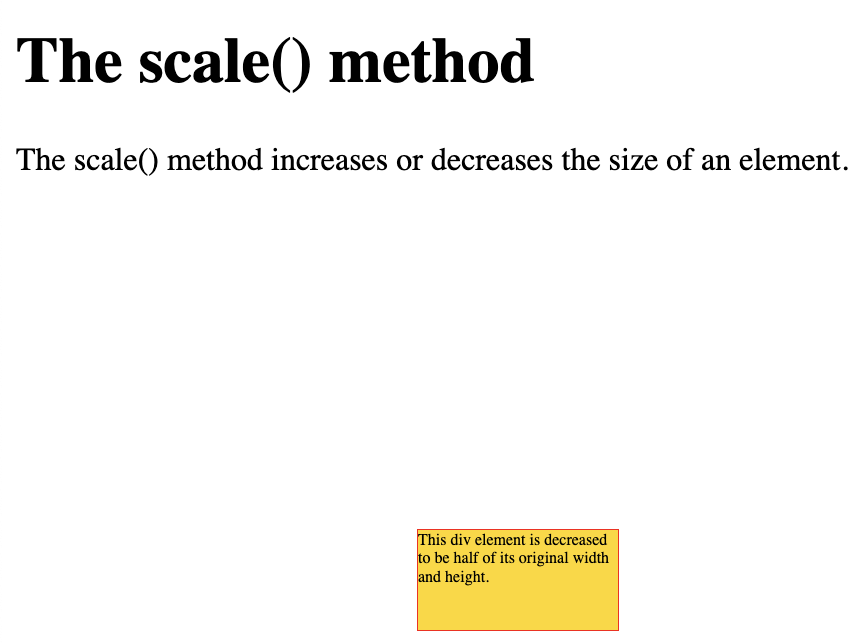 The scale() method
The scale() method increases or decreases the size of an element.
This div element is decreased
to be half of its original width
and height.